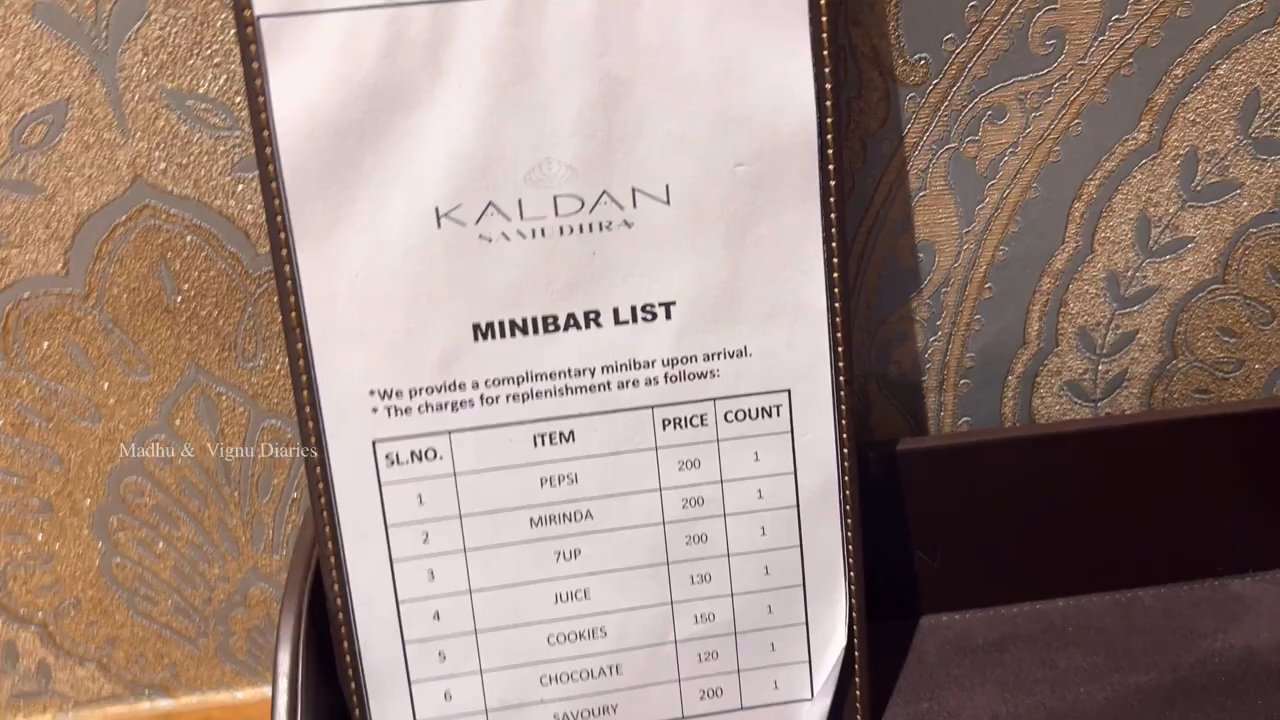 KALDAN
SAMUDHRA
MINIBAR LIST
*We provide a complimentary minibar upon arrival.
* The charges for replenishment are as follows:
SL.NO. ITEM PRICE COUNT
1 PEPSI 200 1
2 MIRINDA 200 1
3 7UP 200 1
4 JUICE 130 1
5 COOKIES 150 1
6 CHOCOLATE 120 1
SAVOURY 200 1
Madhu & Vignu Diaries